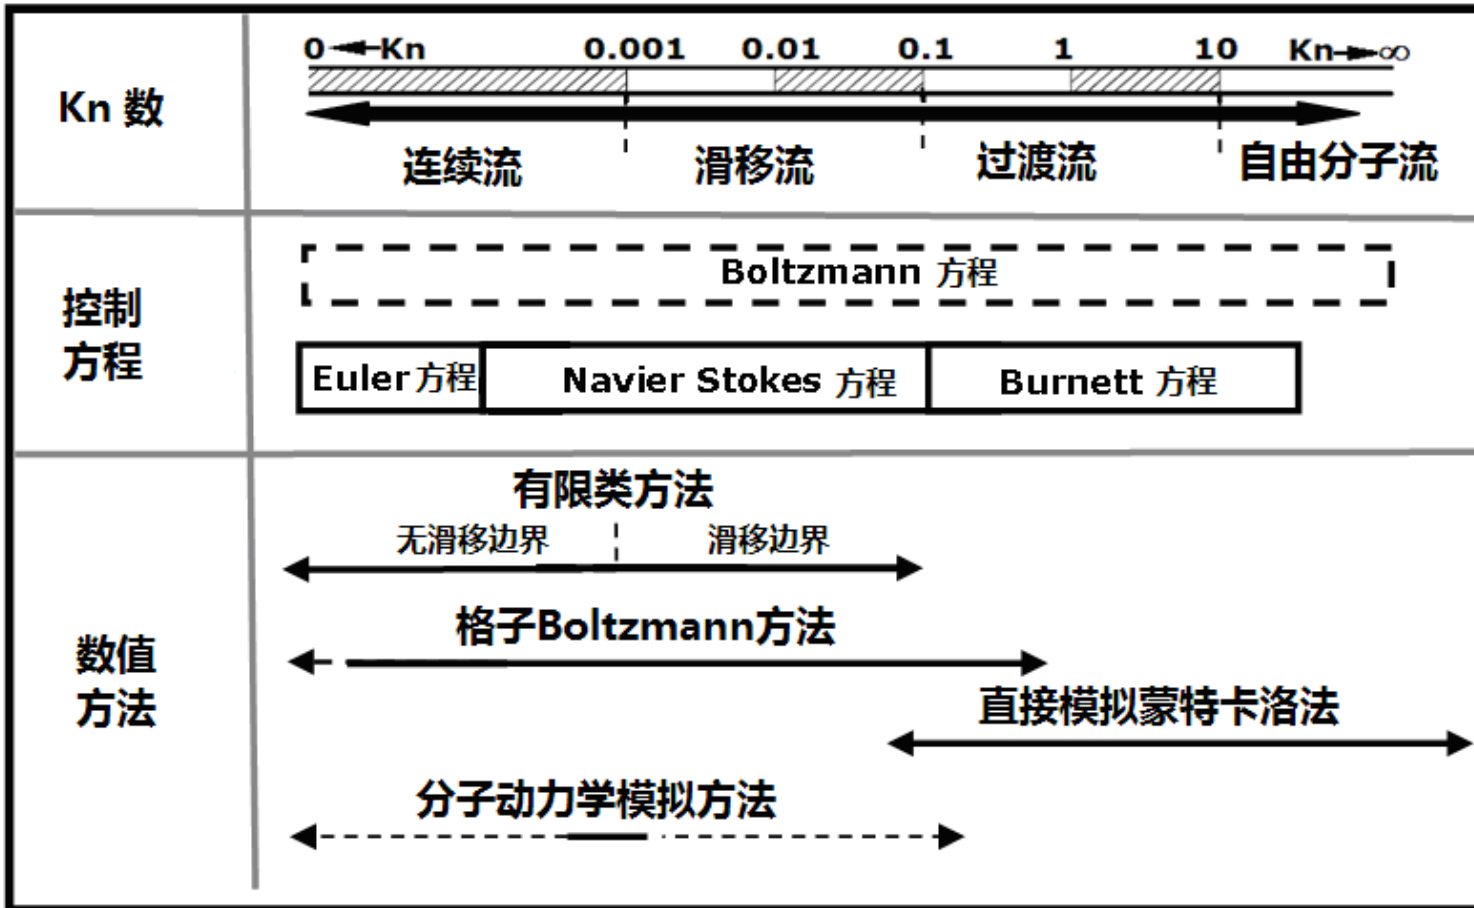 0 Kn 0.001 0.01 0.1 1 10 Kn ∞
Kn 数
连续流 滑移流 过渡流 自由分子流
控制
方程
Boltzmann 方程
Euler 方程 Navier Stokes 方程 Burnett 方程
数值
方法
有限类方法
无滑移边界 滑移边界
格子Boltzmann方法
直接模拟蒙特卡洛法
分子动力学模拟方法